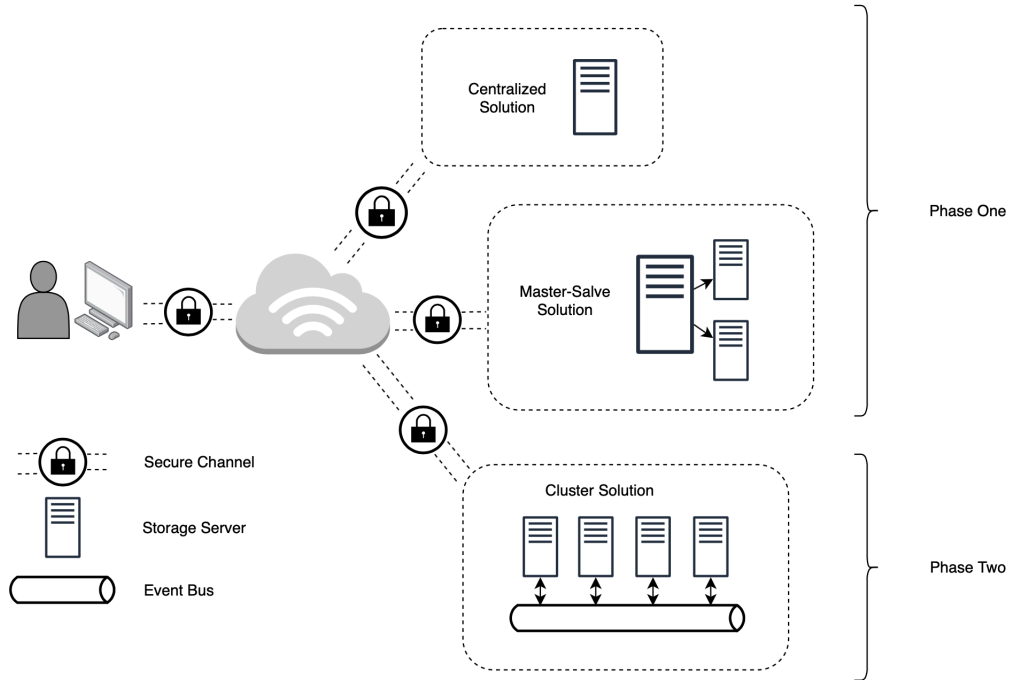 Centralized
Solution
Phase One
Master-Salve
Solution
Secure Channel
Cluster Solution
Storage Server
Phase Two
Event Bus